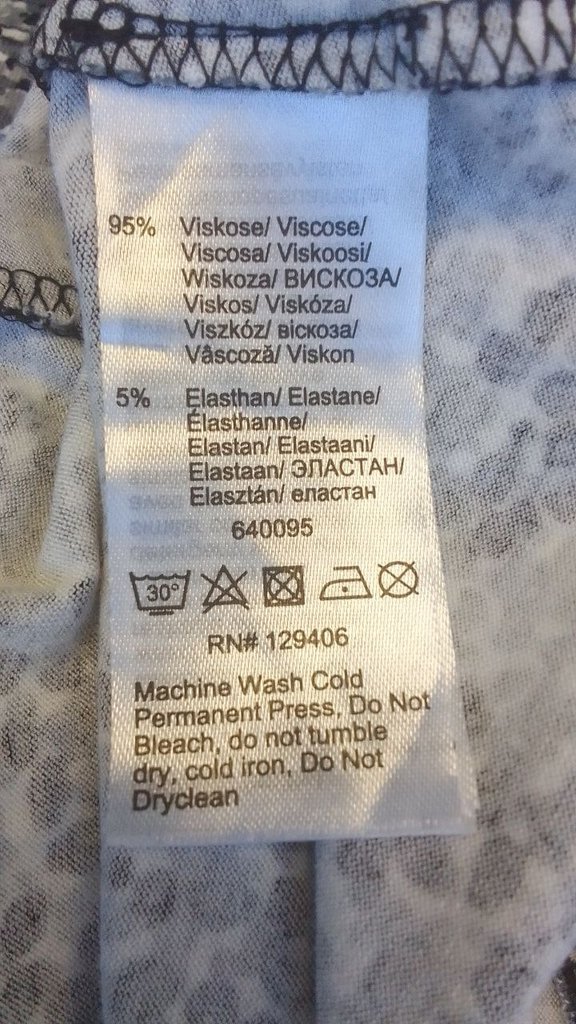 95% Viskose/ Viscose/
Viscosa/ Viskoosi/
Wiskoza/ ВИСКОЗА/
Viskos/ Viskóza/
Viszkóz/ віскоза/
Vâscoză/ Viskon
5% Elasthan/ Elastane/
Élasthanne/
Elastan/ Elastaani/
Elastaan/ ЭЛАСТАН/
Elasztán/ еластан
640095
30°
RN# 129406
Machine Wash Cold
Permanent Press, Do Not
Bleach, do not tumble
dry, cold iron, Do Not
Dryclean